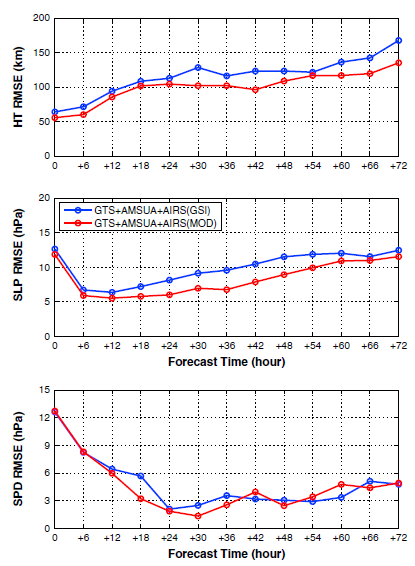 200
150
100
50
0
HT RMSE (km)
0 +6 +12 +18 +24 +30 +36 +42 +48 +54 +60 +66 +72
20
15
10
5
0
SLP RMSE (hPa)
GTS+AMSUA+AIRS(GSI)
GTS+AMSUA+AIRS(MOD)
0 +6 +12 +18 +24 +30 +36 +42 +48 +54 +60 +66 +72
Forecast Time (hour)
15
12
9
6
3
0
SPD RMSE (hPa)
0 +6 +12 +18 +24 +30 +36 +42 +48 +54 +60 +66 +72
Forecast Time (hour)